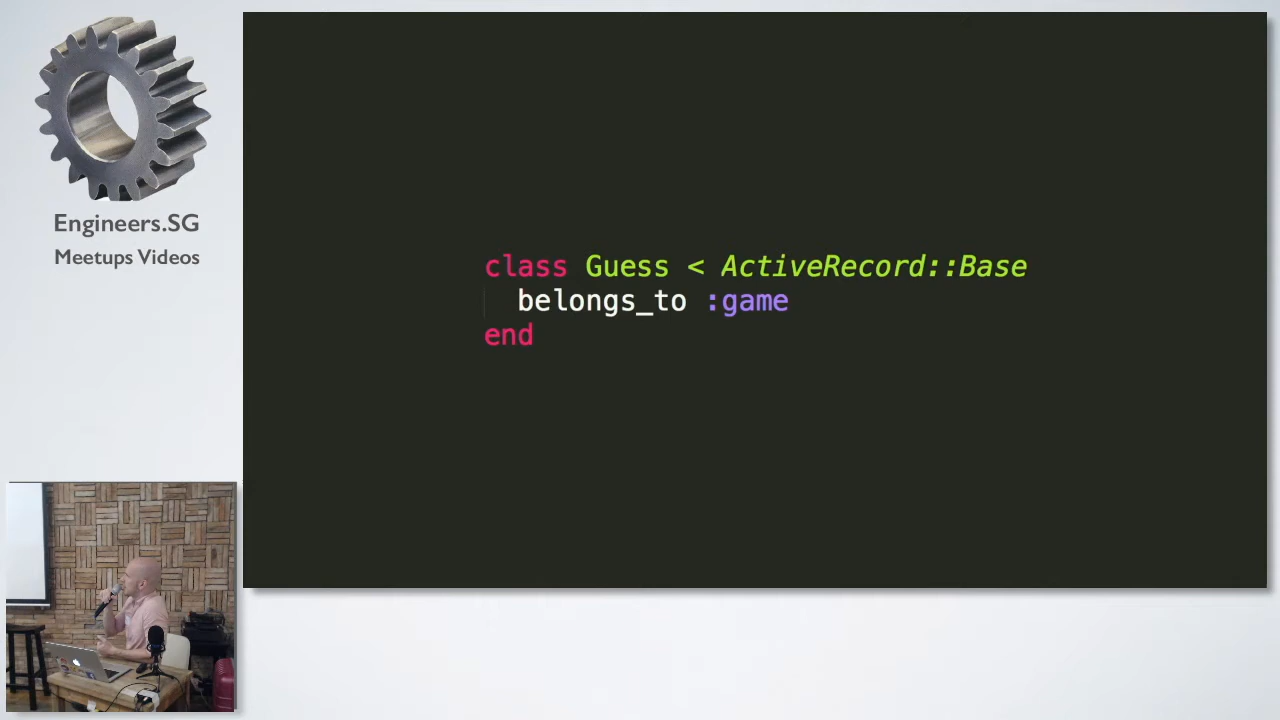 Engineers.SG
Meetups Videos
class Guess < ActiveRecord::Base
  belongs_to :game
end